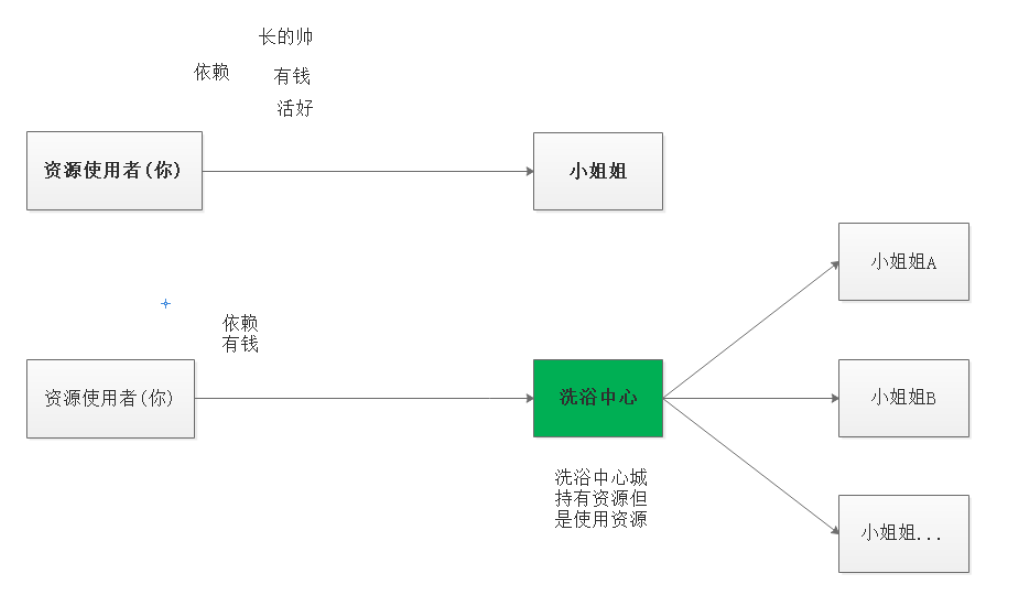 长的帅
依赖
有钱
活好
资源使用者(你)
小姐姐
小姐姐A
依赖
有钱
资源使用者(你)
洗浴中心
小姐姐B
洗浴中心城
持有资源但
是使用资源
小姐姐...